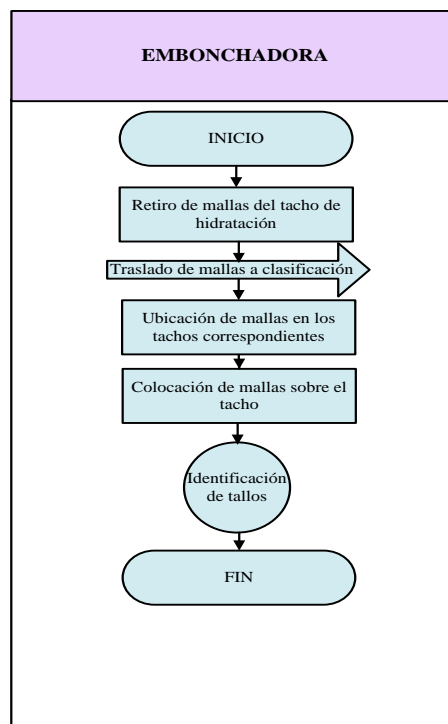 EMBONCHADORA
INICIO
Retiro de mallas del tacho de
hidratación
Traslado de mallas a clasificación
Ubicación de mallas en los
tachos correspondientes
Colocación de mallas sobre el
tacho
Identificación
de tallos
FIN